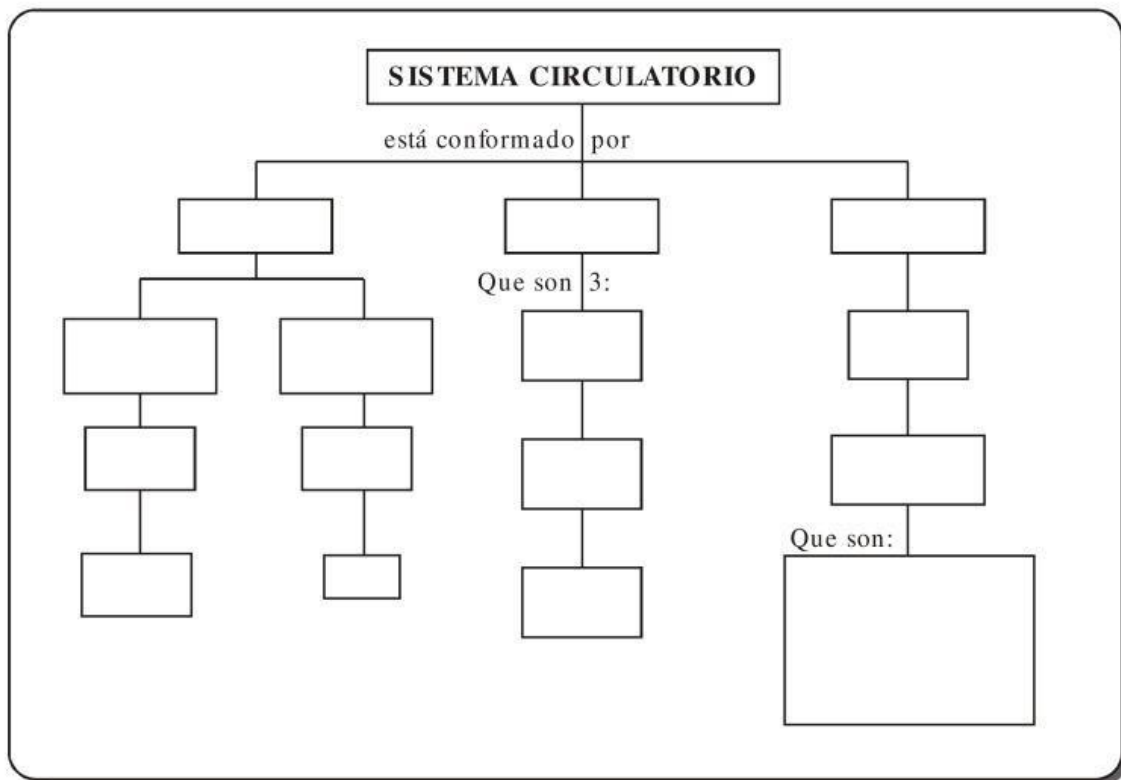 SISTEMA CIRCULATORIO
está conformado por
Que son 3:
Que son: